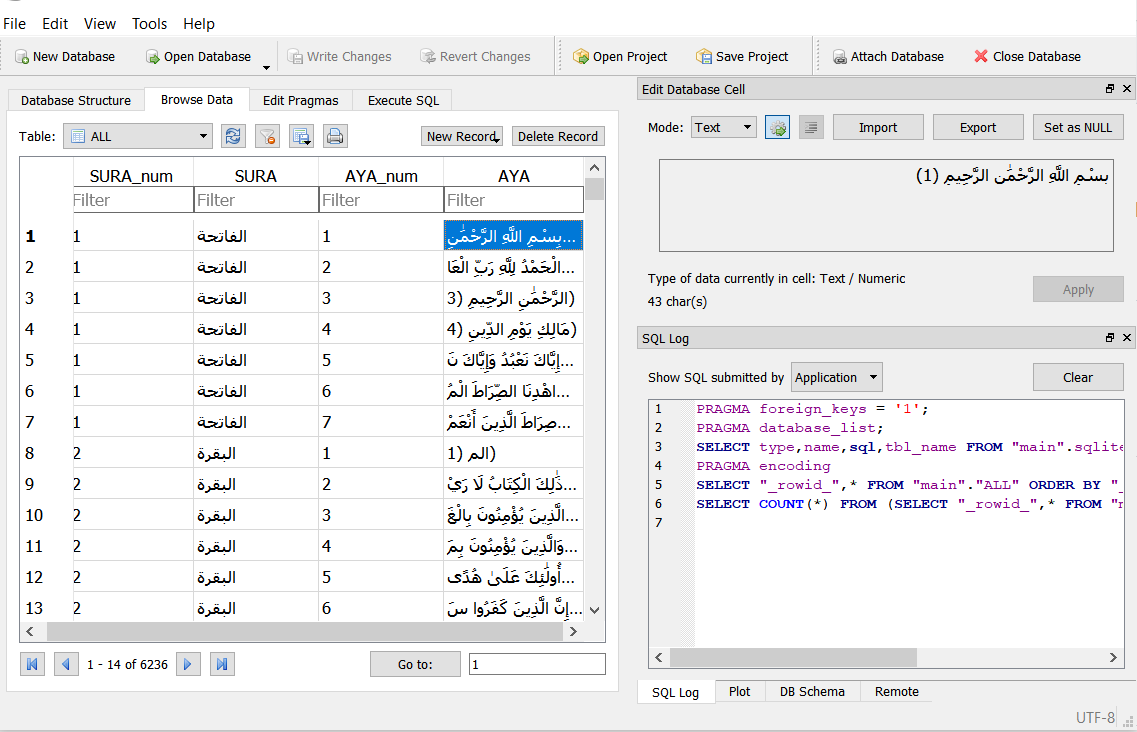 File Edit View Tools Help
New Database Open Database Write Changes Revert Changes Open Project Save Project Attach Database Close Database
Database Structure Browse Data Edit Pragmas Execute SQL
Table: ALL New Record Delete Record
SURA_num SURA AYA_num AYA
Filter Filter Filter Filter
1 1 الفاتحة 1 بِسْمِ اللَّهِ الرَّحْمَٰنِ...
2 1 الفاتحة 2 الْحَمْدُ لِلَّهِ رَبِّ الْعَا...
3 1 الفاتحة 3 الرَّحْمَٰنِ الرَّحِيمِ (3)
4 1 الفاتحة 4 مَالِكِ يَوْمِ الدِّينِ (4)
5 1 الفاتحة 5 إِيَّاكَ نَعْبُدُ وَإِيَّاكَ نَ...
6 1 الفاتحة 6 اهْدِنَا الصِّرَاطَ الْمُ...
7 1 الفاتحة 7 صِرَاطَ الَّذِينَ أَنْعَمْ...
8 2 البقرة 1 الم (1)
9 2 البقرة 2 ذَٰلِكَ الْكِتَابُ لَا رَيْ...
10 2 البقرة 3 الَّذِينَ يُؤْمِنُونَ بِالْغَ...
11 2 البقرة 4 وَالَّذِينَ يُؤْمِنُونَ بِمَ...
12 2 البقرة 5 أُولَٰئِكَ عَلَىٰ هُدًى...
13 2 البقرة 6 إِنَّ الَّذِينَ كَفَرُوا سَ...
1 - 14 of 6236 Go to: 1
Edit Database Cell
Mode: Text Import Export Set as NULL
بِسْمِ اللَّهِ الرَّحْمَٰنِ الرَّحِيمِ (1)
Type of data currently in cell: Text / Numeric
43 char(s)
Apply
SQL Log
Show SQL submitted by Application Clear
1 PRAGMA foreign_keys = '1';
2 PRAGMA database_list;
3 SELECT type,name,sql,tbl_name FROM "main".sqlite
4 PRAGMA encoding
5 SELECT "_rowid_",* FROM "main"."ALL" ORDER BY "_
6 SELECT COUNT(*) FROM (SELECT "_rowid_",* FROM "m
7
SQL Log Plot DB Schema Remote
UTF-8